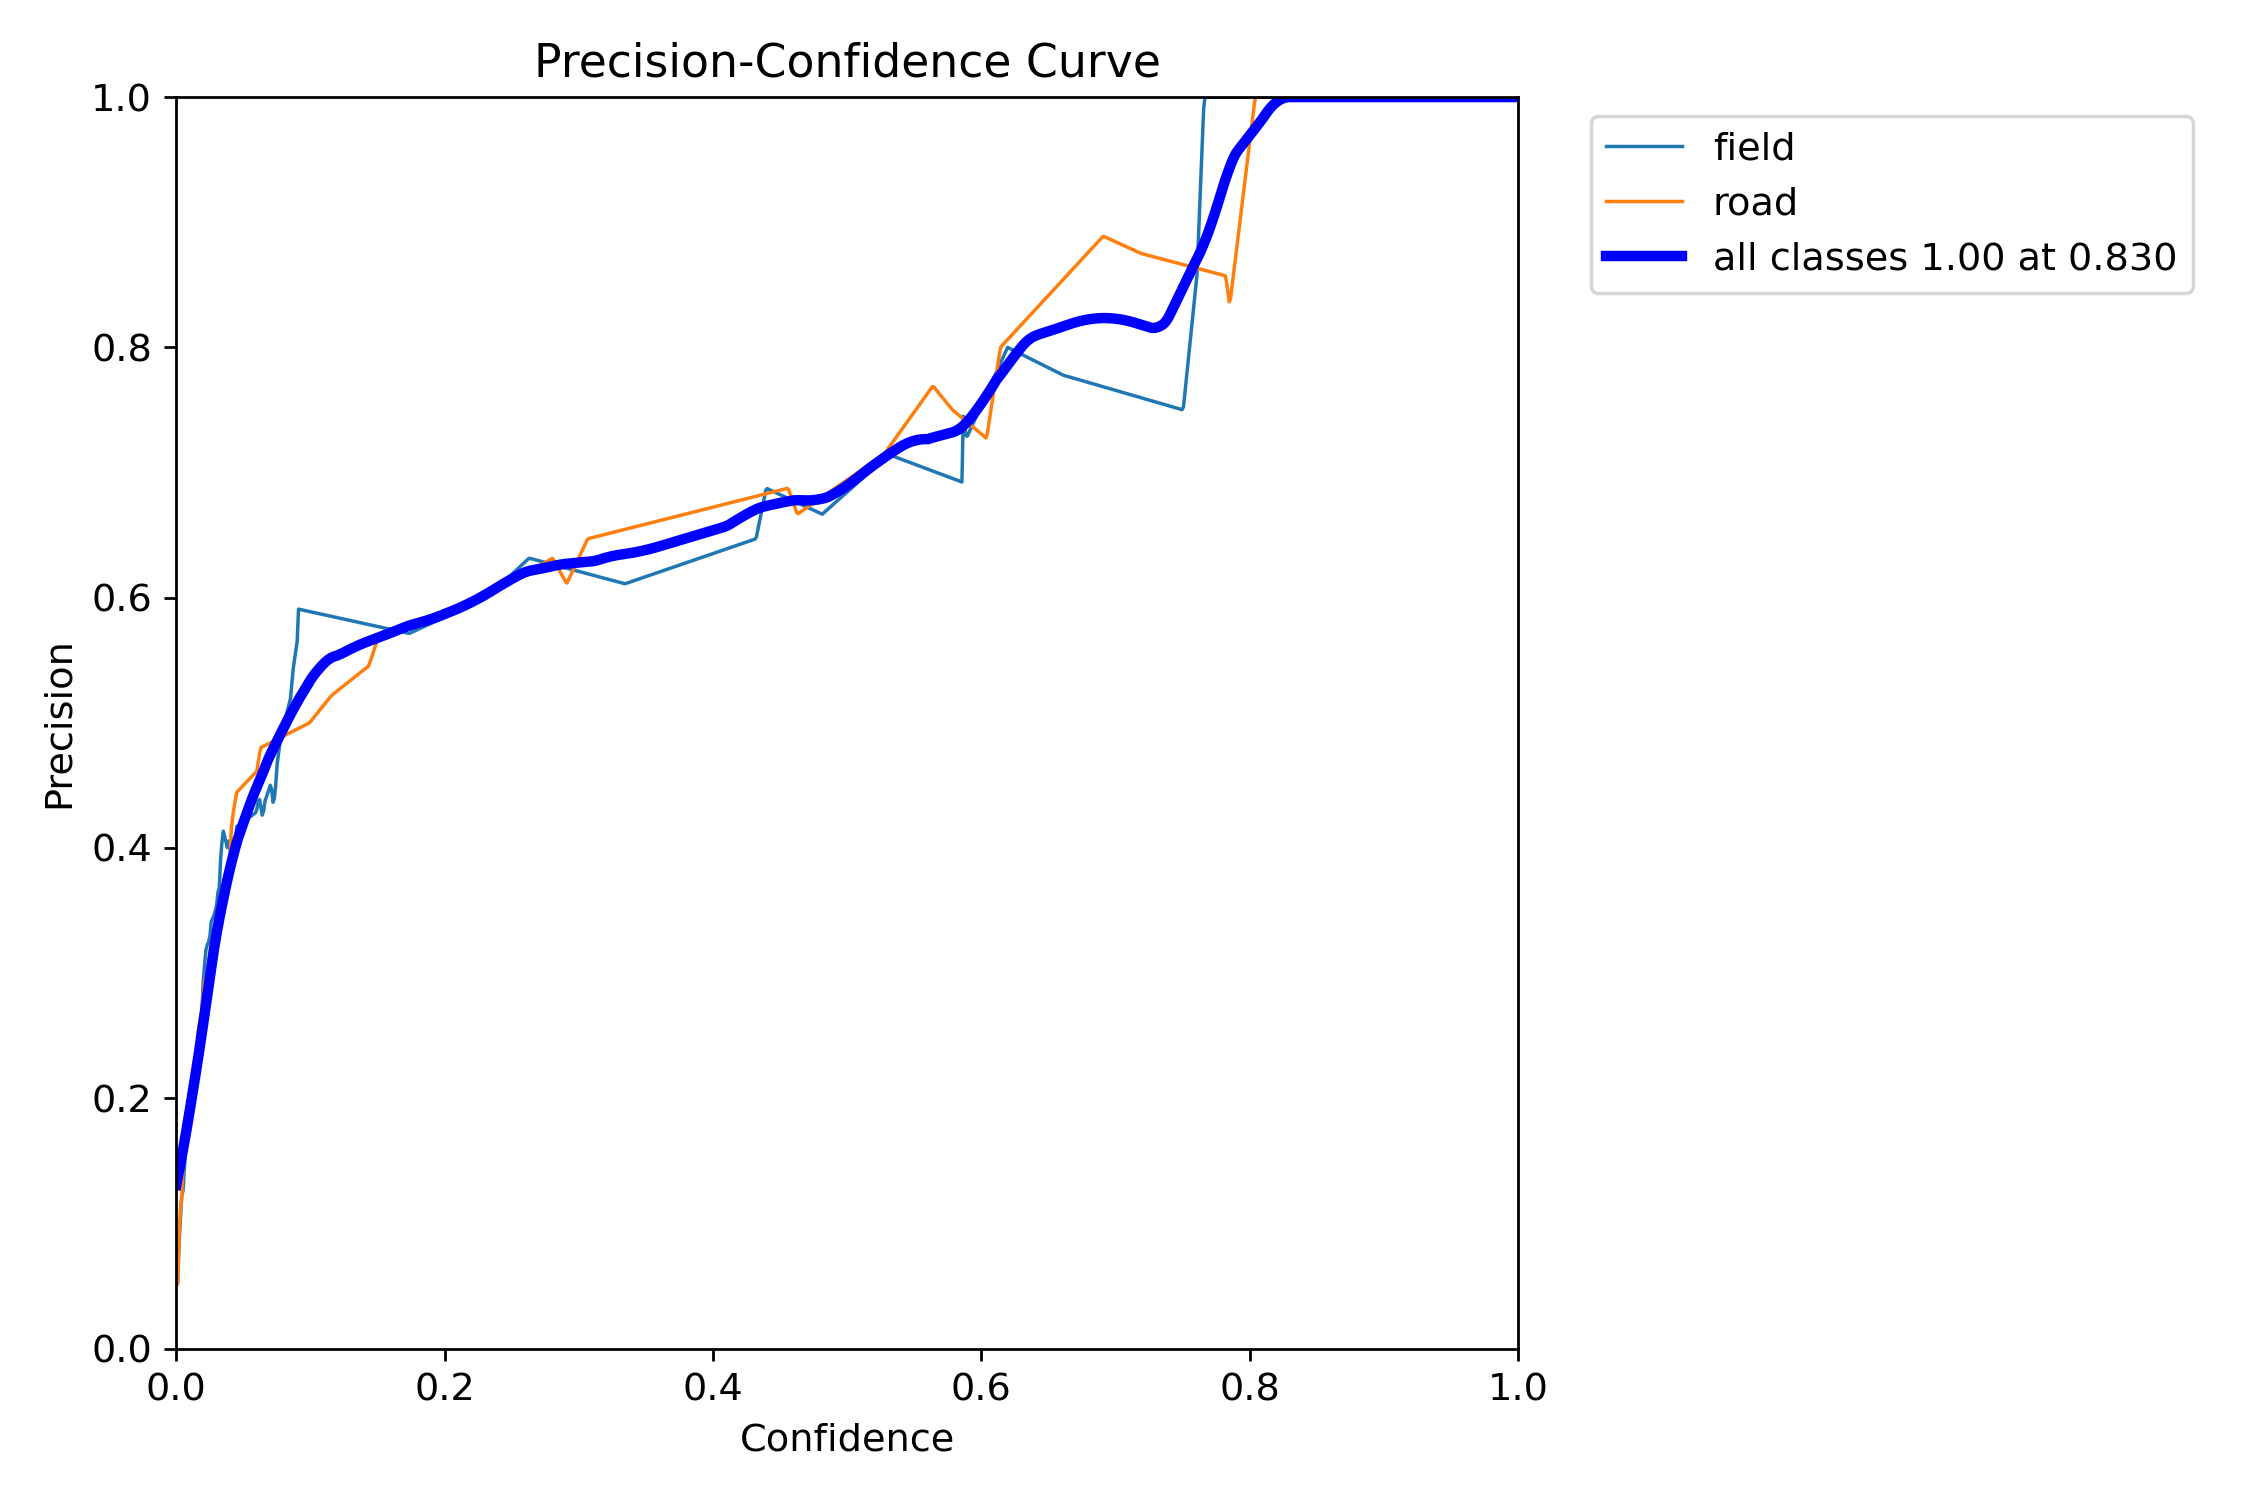 Precision-Confidence Curve
1.0
0.8
0.6
0.4
0.2
0.0
Precision
0.0 0.2 0.4 0.6 0.8 1.0
Confidence
field
road
all classes 1.00 at 0.830